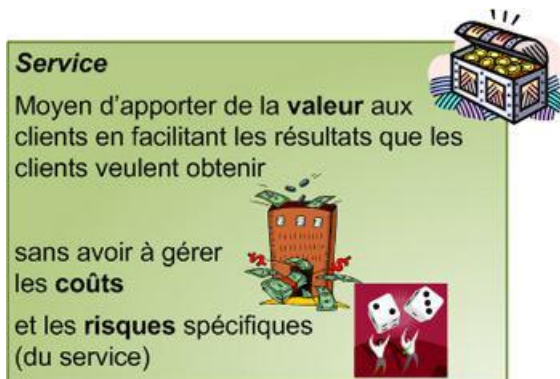 Service
Moyen d'apporter de la valeur aux
clients en facilitant les résultats que les
clients veulent obtenir
sans avoir à gérer
les coûts
et les risques spécifiques
(du service)